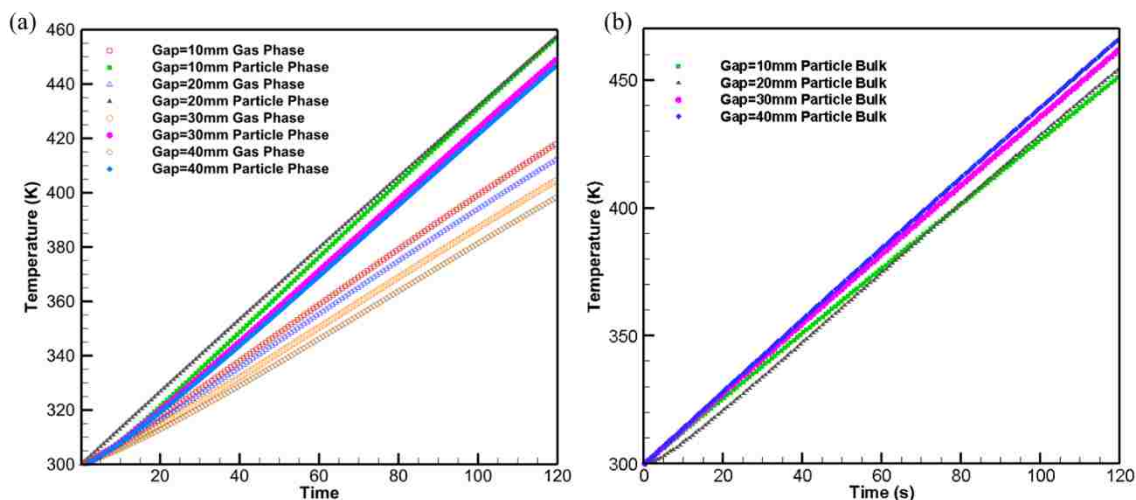 (a)
460
440
420
400
380
360
340
320
300
Temperature (K)
Gap=10mm Gas Phase
Gap=10mm Particle Phase
Gap=20mm Gas Phase
Gap=20mm Particle Phase
Gap=30mm Gas Phase
Gap=30mm Particle Phase
Gap=40mm Gas Phase
Gap=40mm Particle Phase
20 40 60 80 100 120
Time
(b)
450
400
350
300
Temperature (K)
Gap=10mm Particle Bulk
Gap=20mm Particle Bulk
Gap=30mm Particle Bulk
Gap=40mm Particle Bulk
0 20 40 60 80 100 120
Time (s)